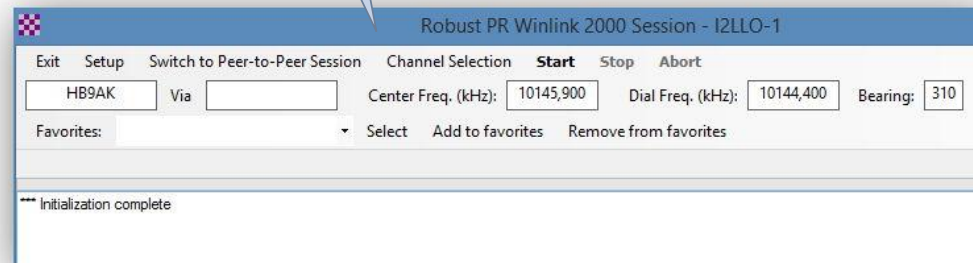 Robust PR Winlink 2000 Session - I2LLO-1
Exit Setup Switch to Peer-to-Peer Session Channel Selection Start Stop Abort
HB9AK Via Center Freq. (kHz): 10145,900 Dial Freq. (kHz): 10144,400 Bearing: 310
Favorites: Select Add to favorites Remove from favorites
*** Initialization complete